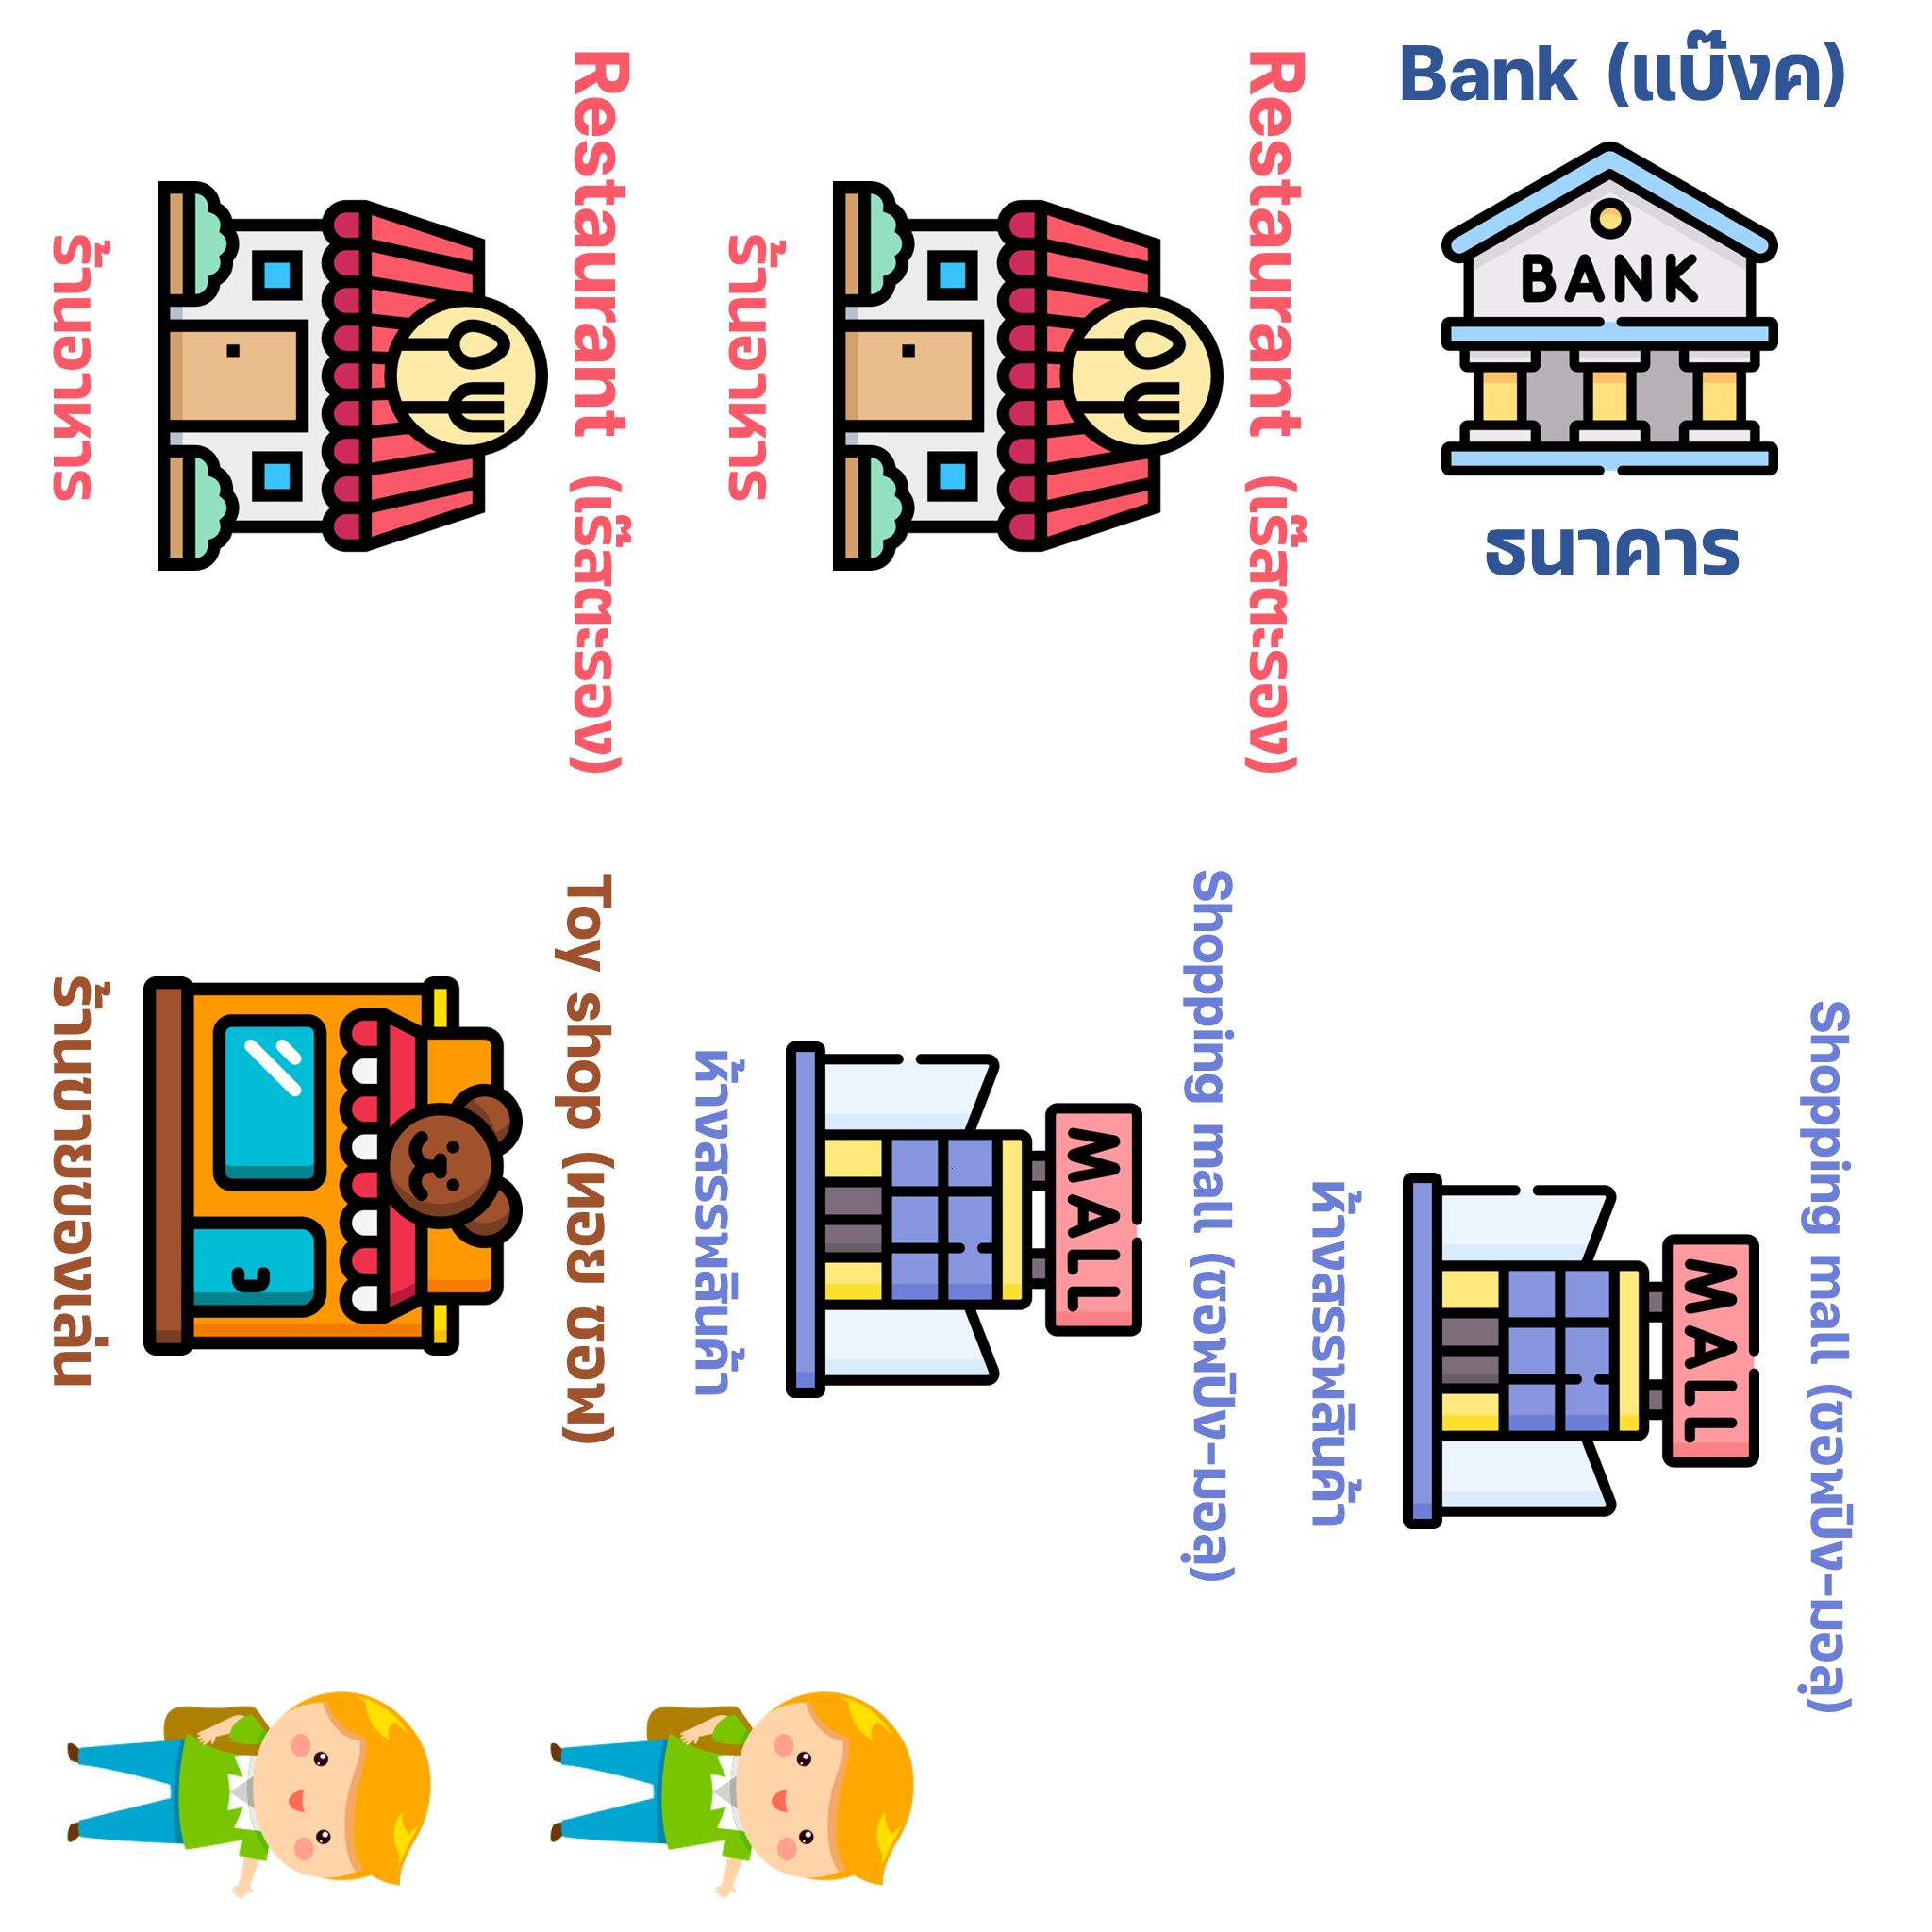 Restaurant (เร็สตะรอง)
ร้านอาหาร
Restaurant (เร็สตะรอง)
ร้านอาหาร
Bank (แบ๊งค)
BANK
ธนาคาร
Toy shop (ทอย ชอพ)
ร้านขายของเล่น
Shopping mall (ชอพปิง-มอลฺ)
MALL
ห้างสรรพสินค้า
Shopping mall (ชอพปิง-มอลฺ)
MALL
ห้างสรรพสินค้า